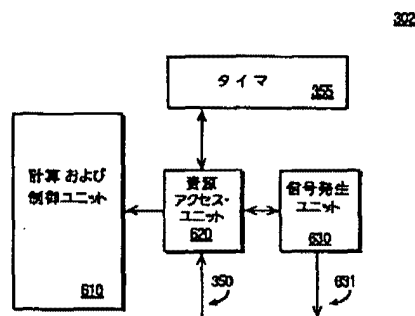 302
タイマ
355
計算および
制御ユニット
610
資源
アクセス・
ユニット
620
信号発生
ユニット
630
350
631